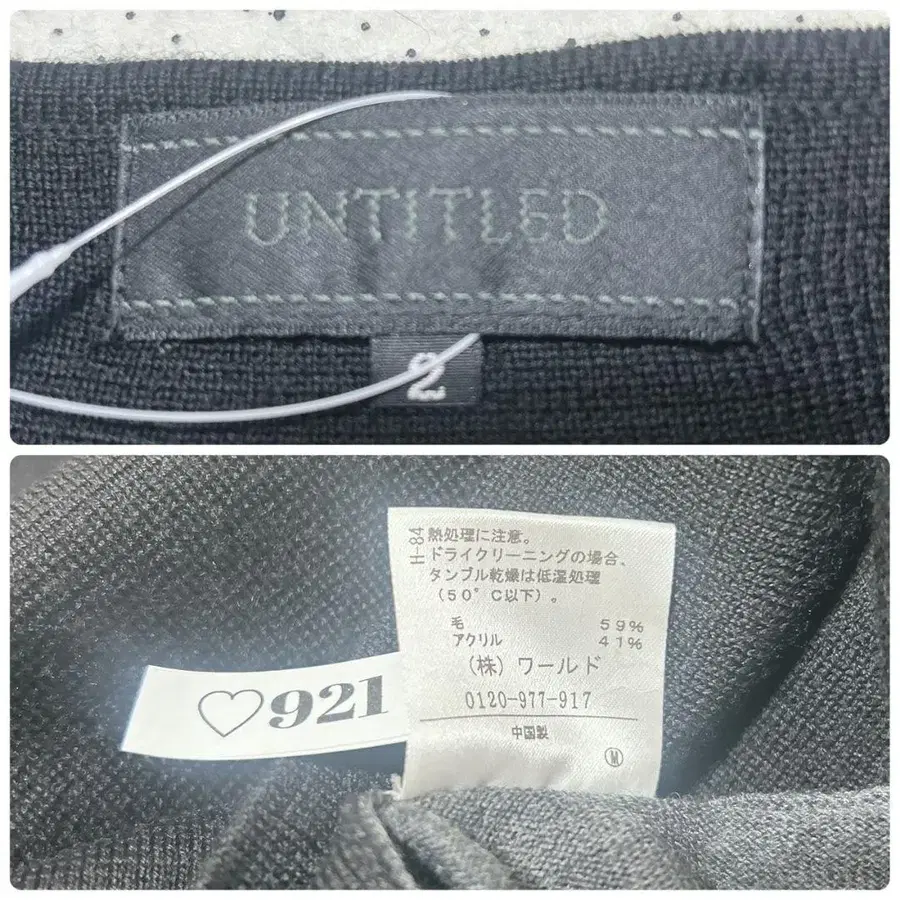 UNTITLED
2
H-84
熱処理に注意。
ドライクリーニングの場合、
タンブル乾燥は低温処理
(50°C以下)。
毛 59%
アクリル 41%
(株)ワールド
0120-977-917
中国製
M
♡921